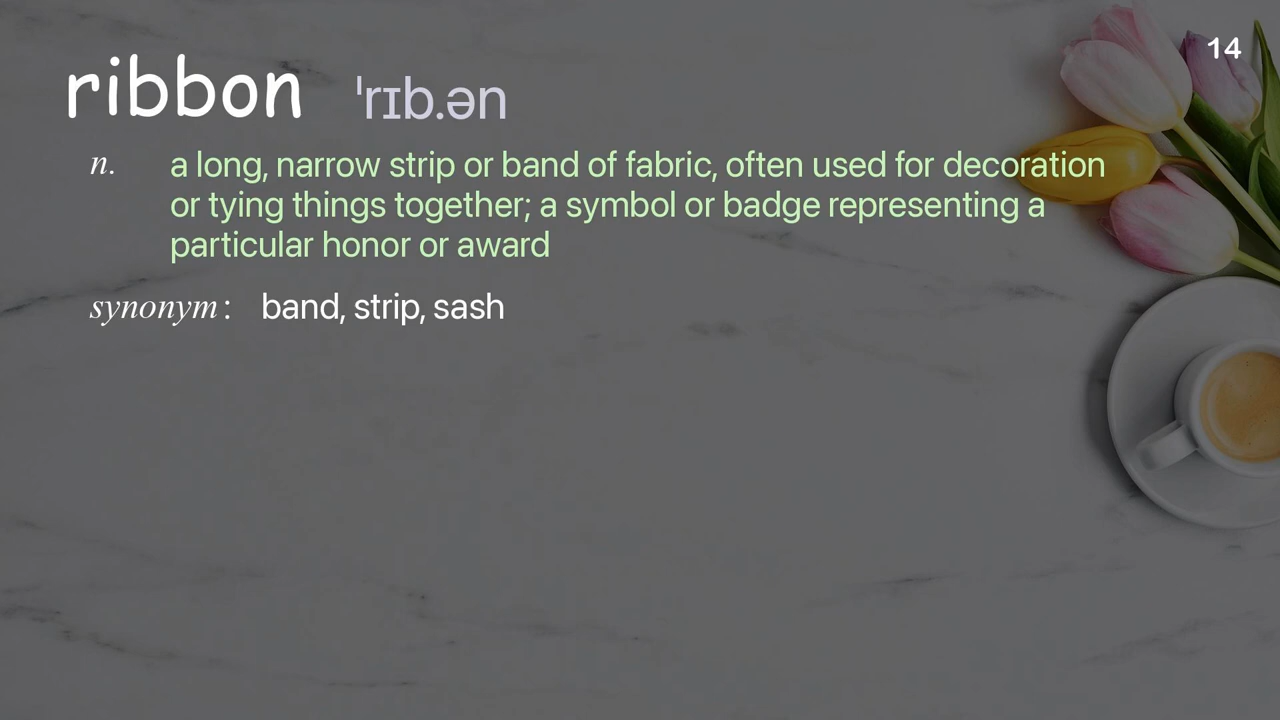 14
ribbon ˈrɪb.ən
n. a long, narrow strip or band of fabric, often used for decoration
or tying things together; a symbol or badge representing a
particular honor or award
synonym: band, strip, sash